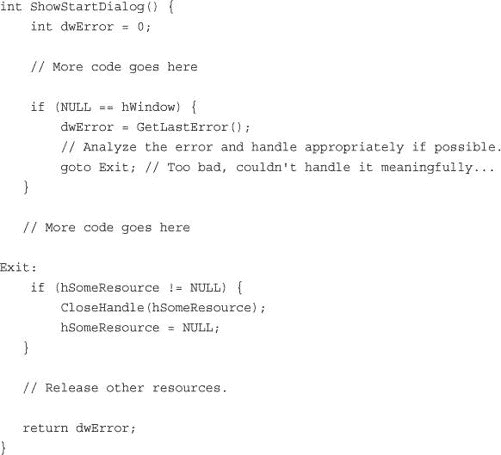 int ShowStartDialog() {
    int dwError = 0;

    // More code goes here

    if (NULL == hWindow) {
        dwError = GetLastError();
        // Analyze the error and handle appropriately if possible.
        goto Exit; // Too bad, couldn't handle it meaningfully...
   }

   // More code goes here

Exit:
    if (hSomeResource != NULL) {
        CloseHandle(hSomeResource);
        hSomeResource = NULL;
   }

   // Release other resources.

   return dwError;
}